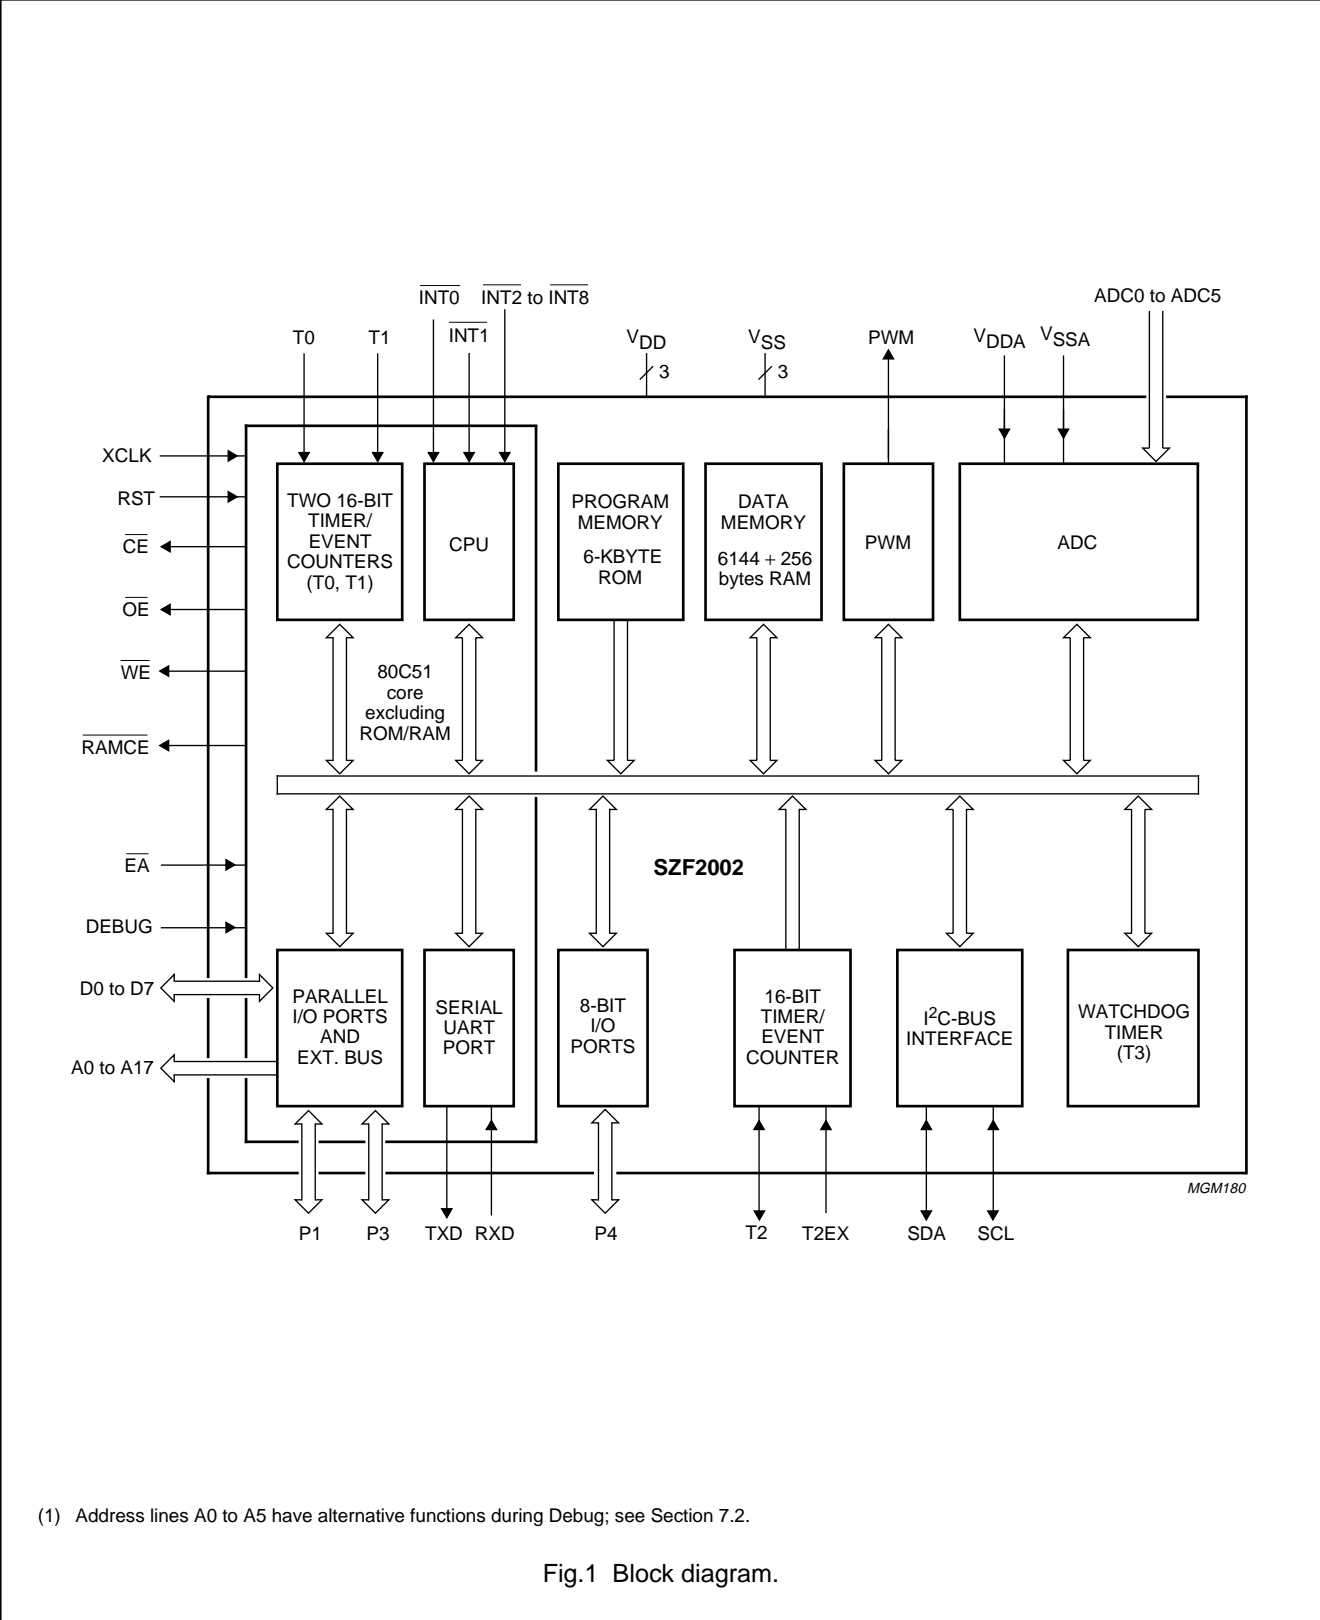 INT0 INT2 to INT8
ADC0 to ADC5
T0 T1 INT1 VDD VSS PWM VDDA VSSA
3 3
XCLK
RST
CE
OE
WE
RAMCE
EA
DEBUG
D0 to D7
A0 to A17
TWO 16-BIT
TIMER/
EVENT
COUNTERS
(T0, T1)
CPU
PROGRAM
MEMORY
6-KBYTE
ROM
DATA
MEMORY
6144 + 256
bytes RAM
PWM
ADC
80C51
core
excluding
ROM/RAM
SZF2002
PARALLEL
I/O PORTS
AND
EXT. BUS
SERIAL
UART
PORT
8-BIT
I/O
PORTS
16-BIT
TIMER/
EVENT
COUNTER
I2C-BUS
INTERFACE
WATCHDOG
TIMER
(T3)
MGM180
P1 P3 TXD RXD P4 T2 T2EX SDA SCL
(1) Address lines A0 to A5 have alternative functions during Debug; see Section 7.2.
Fig.1 Block diagram.